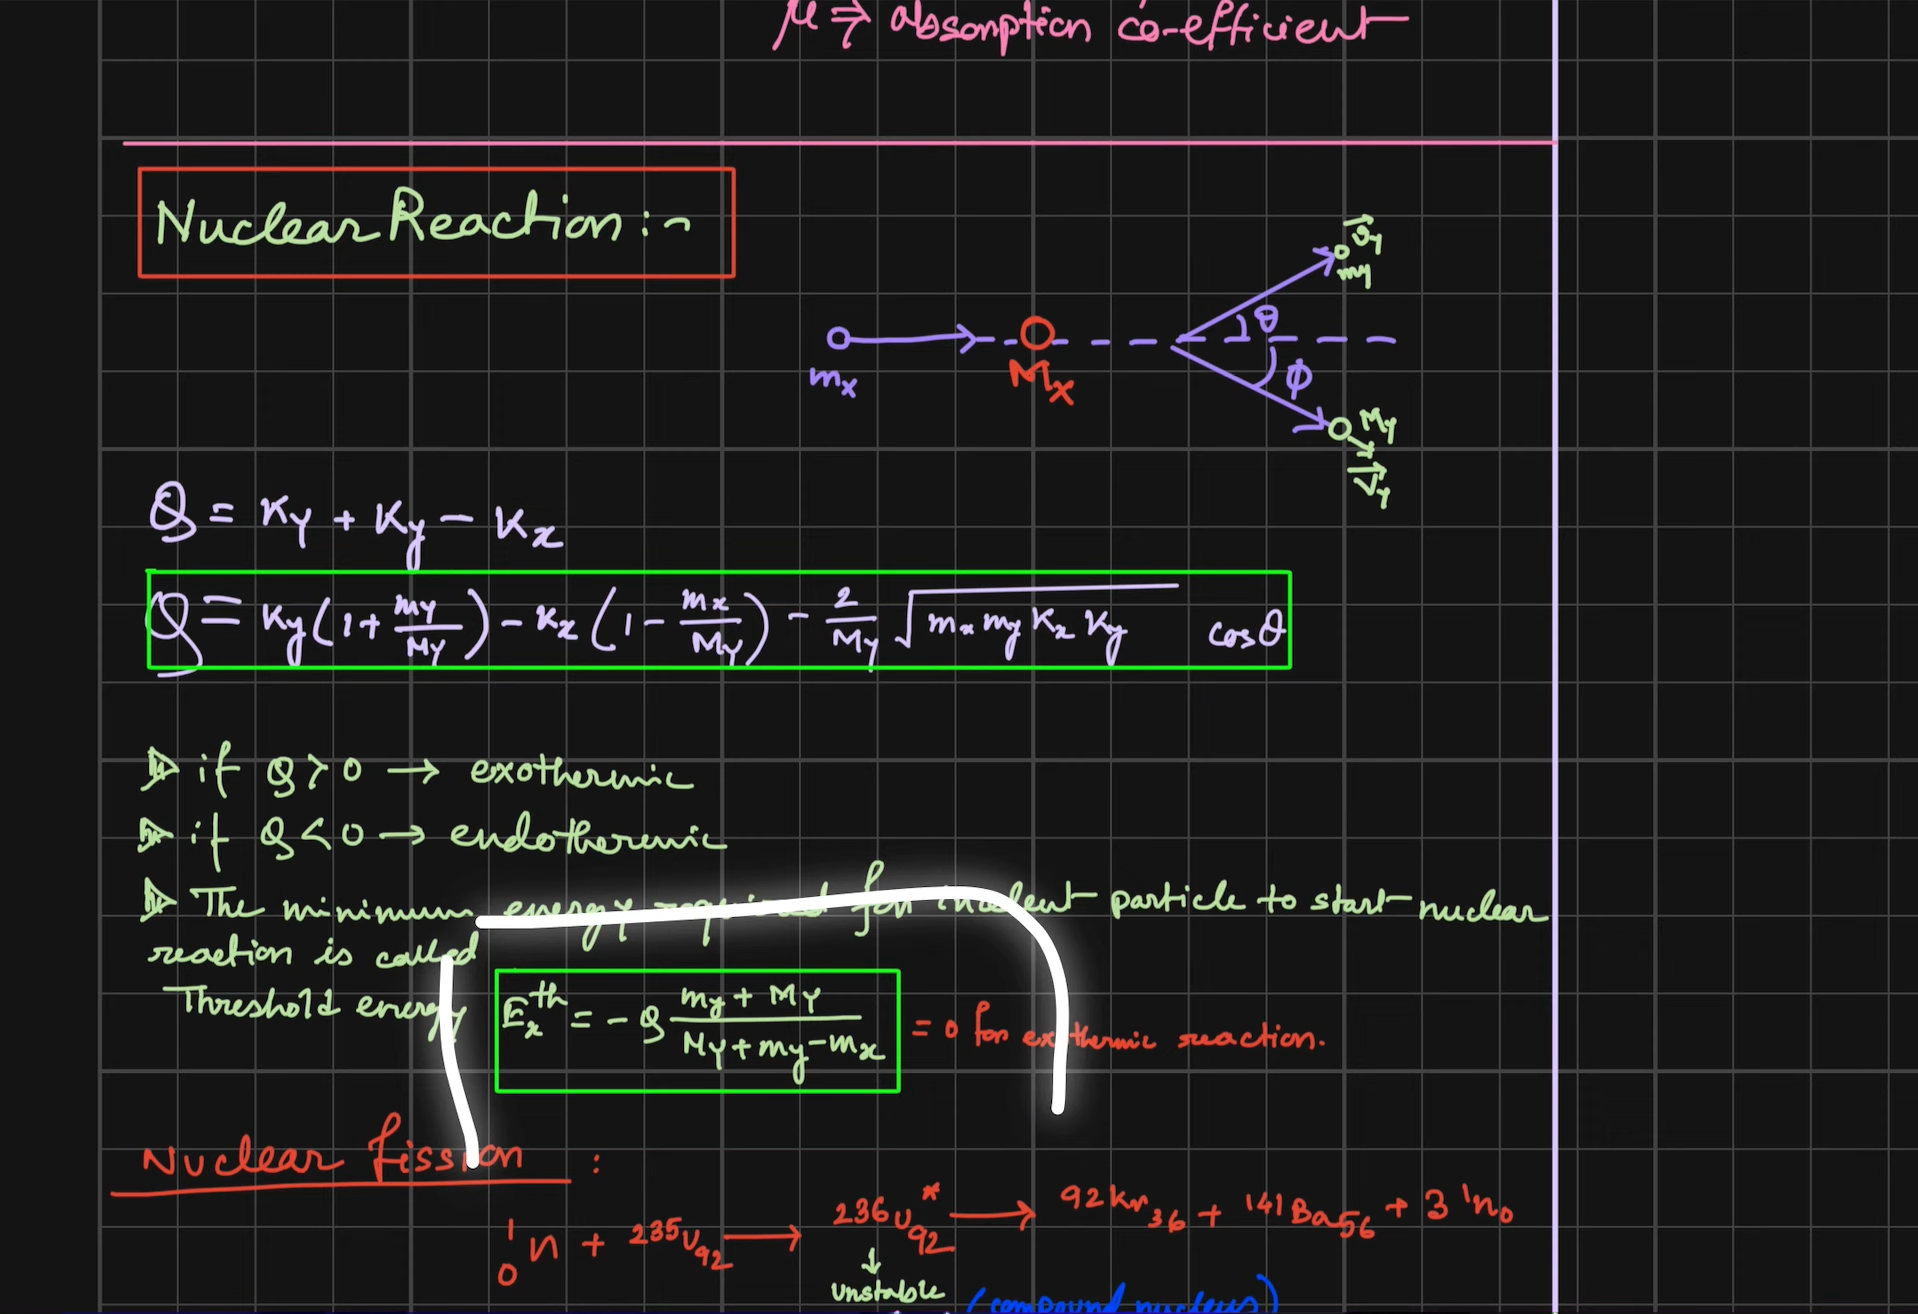 μ ⇒ absorption co-efficient
Nuclear Reaction :-
v⃗y
my
θ
mx
Mx
ϕ
My
V⃗y
Q = KY + Ky - Kx
Q = Ky(1 + my/MY) - Kx(1 - mx/MY) - 2/MY √(mx my Kx Ky) cosθ
if Q > 0 → exothermic
if Q < 0 → endothermic
The minimum energy required for incident particle to start nuclear
reaction is called
Threshold energy
Ex^th = -Q (my + MY)/(MY + my - mx) = 0 for exothermic reaction.
Nuclear fission :
¹₀n + 235U92 → 236U92* → 92Kr36 + 141Ba56 + 3 ¹n₀
↓
unstable (compound nucleus)